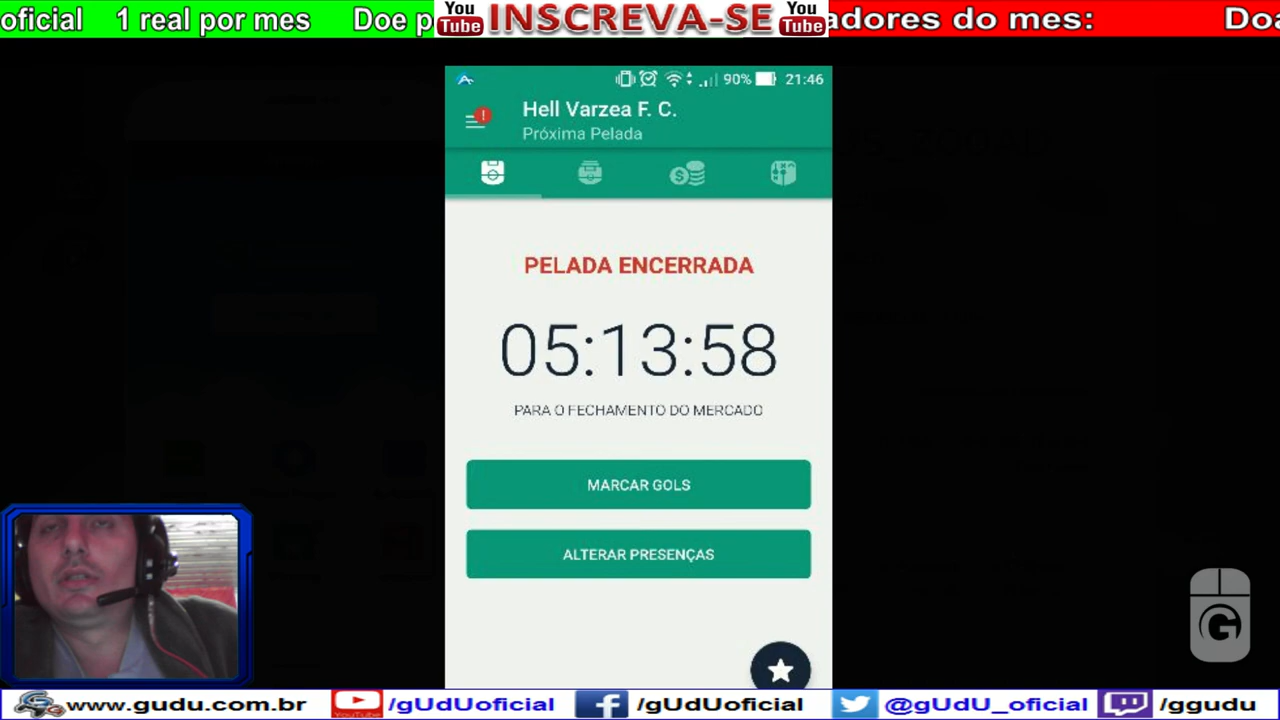 oficial 1 real por mes Doe p
You Tube INSCREVA-SE You Tube
adores do mes: Doa
90% 21:46
Hell Varzea F. C.
Próxima Pelada
PELADA ENCERRADA
05:13:58
PARA O FECHAMENTO DO MERCADO
MARCAR GOLS
ALTERAR PRESENÇAS
www.gudu.com.br YouTube /gUdUoficial /gUdUoficial @gUdU_oficial /ggudu